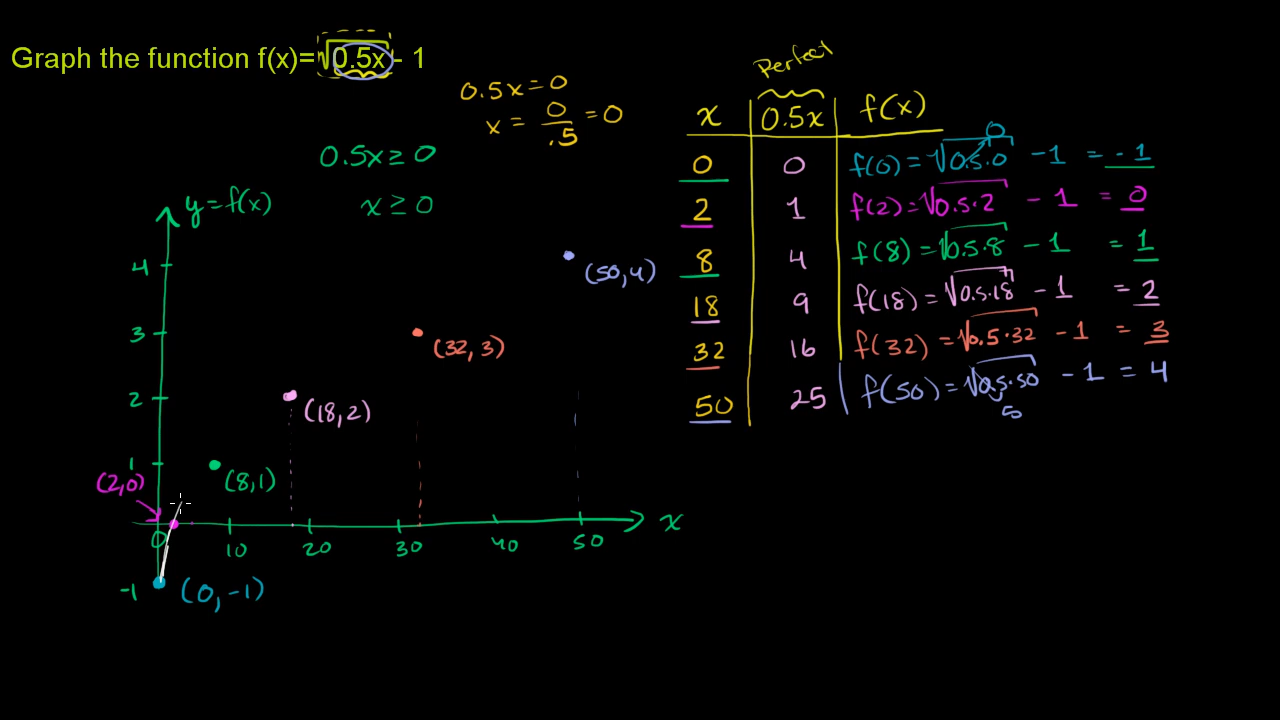 Graph the function f(x)=√0.5x - 1
0.5x = 0
x = 0/.5 = 0
0.5x ≥ 0
x ≥ 0
y = f(x)
4
3
2
1
0
-1
10 20 30 40 50
x
(50,4)
(32,3)
(18,2)
(8,1)
(2,0)
(0,-1)
Perfect
x 0.5x f(x)
0 0 f(0) = √0.5·0 - 1 = -1
0
2 1 f(2) = √0.5·2 - 1 = 0
8 4 f(8) = √0.5·8 - 1 = 1
18 9 f(18) = √0.5·18 - 1 = 2
32 16 f(32) = √0.5·32 - 1 = 3
50 25 f(50) = √0.5·50 - 1 = 4
5